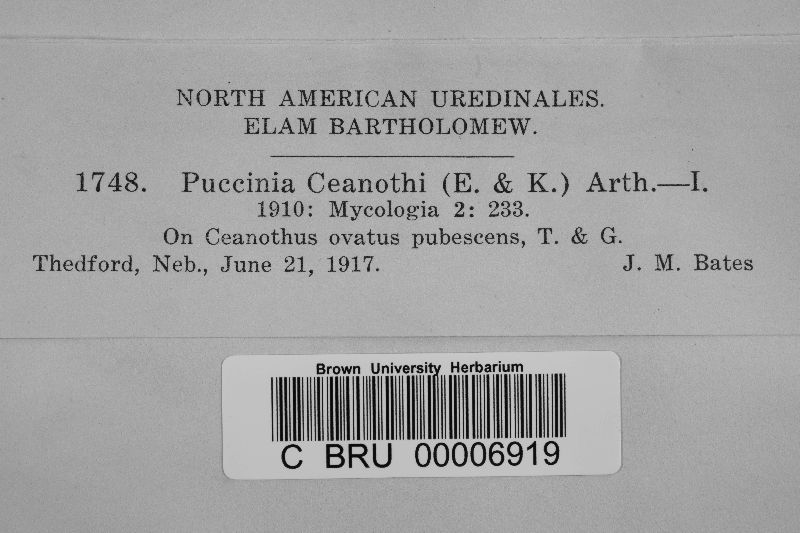 NORTH AMERICAN UREDINALES.
ELAM BARTHOLOMEW.
1748. Puccinia Ceanothi (E. & K.) Arth.—I.
1910: Mycologia 2: 233.
On Ceanothus ovatus pubescens, T. & G.
Thedford, Neb., June 21, 1917. J. M. Bates
Brown University Herbarium
C BRU 00006919